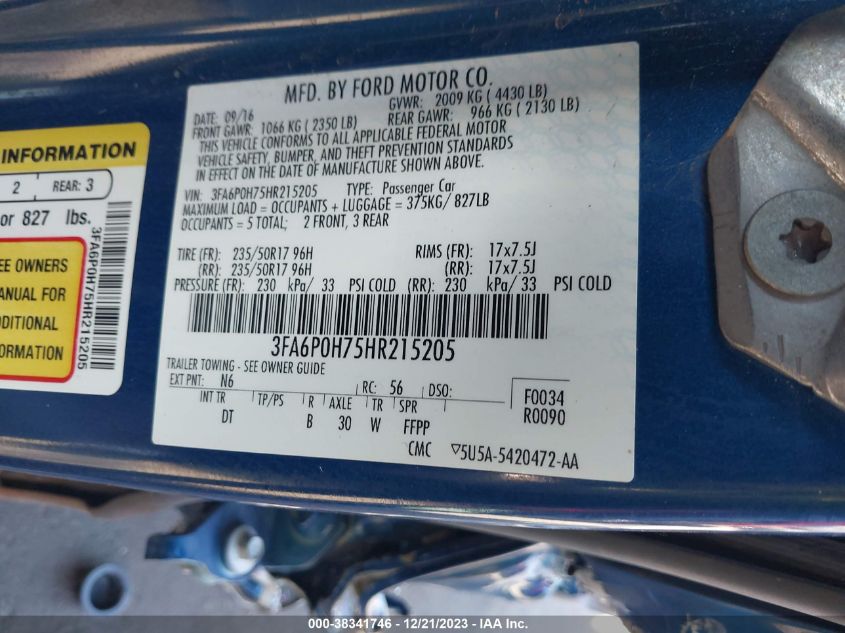 INFORMATION
2 REAR: 3
or 827 lbs.
EE OWNERS
ANUAL FOR
DDITIONAL
FORMATION
3FA6P0H75HR215205
MFD. BY FORD MOTOR CO.
DATE: 09/16 GVWR: 2009 KG ( 4430 LB)
FRONT GAWR: 1066 KG ( 2350 LB) REAR GAWR: 966 KG ( 2130 LB)
THIS VEHICLE CONFORMS TO ALL APPLICABLE FEDERAL MOTOR
VEHICLE SAFETY, BUMPER, AND THEFT PREVENTION STANDARDS
IN EFFECT ON THE DATE OF MANUFACTURE SHOWN ABOVE.
VIN: 3FA6P0H75HR215205 TYPE: Passenger Car
MAXIMUM LOAD = OCCUPANTS + LUGGAGE = 375KG/ 827LB
OCCUPANTS = 5 TOTAL; 2 FRONT, 3 REAR
TIRE (FR): 235/50R17 96H RIMS (FR): 17x7.5J
(RR): 235/50R17 96H (RR): 17x7.5J
PRESSURE (FR): 230 kPa/ 33 PSI COLD (RR): 230 kPa/ 33 PSI COLD
3FA6P0H75HR215205
TRAILER TOWING - SEE OWNER GUIDE
EXT PNT: N6 RC: 56 DSO: F0034
INT TR TP/PS R AXLE TR SPR R0090
DT B 30 W FFPP
CMC ▽5U5A-5420472-AA
000-38341746 - 12/21/2023 - IAA Inc.